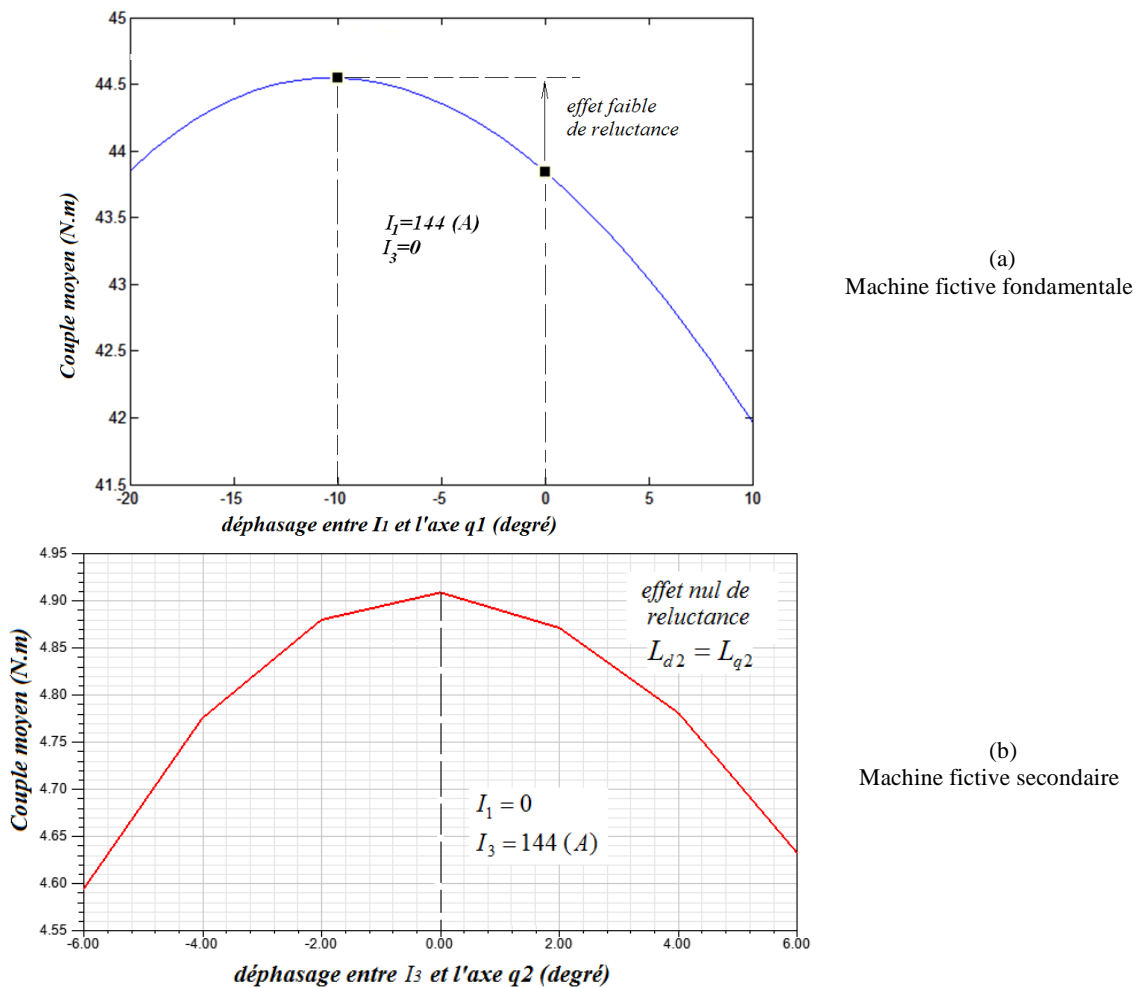 45
44.5
44
43.5
43
42.5
42
41.5
-20
-15
-10
-5
0
5
10
Couple moyen (N.m)
effet faible
de reluctance
I1=144 (A)
I3=0
déphasage entre I1 et l'axe q1 (degré)
(a)
Machine fictive fondamentale
4.95
4.90
4.85
4.80
4.75
4.70
4.65
4.60
4.55
-6.00
-4.00
-2.00
0.00
2.00
4.00
6.00
Couple moyen (N.m)
effet nul de
reluctance
Ld2 = Lq2
I1 = 0
I3 = 144 (A)
déphasage entre I3 et l'axe q2 (degré)
(b)
Machine fictive secondaire